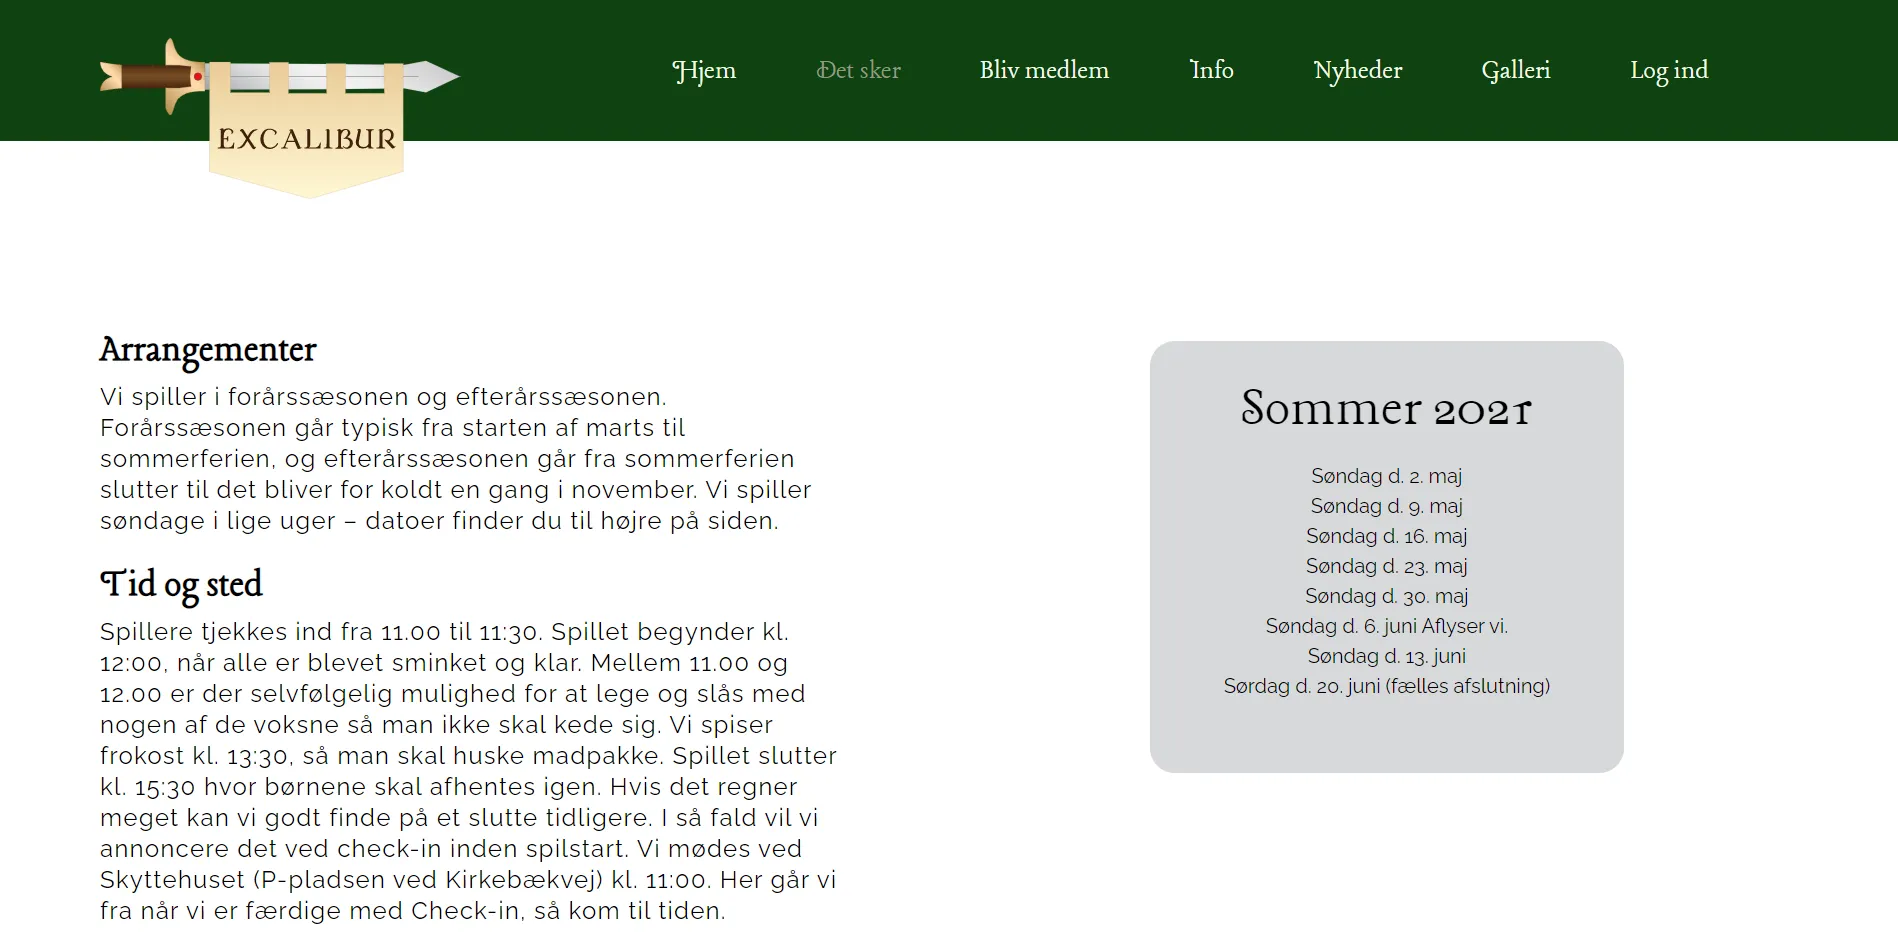 Hjem Det sker Bliv medlem Info Nyheder Galleri Log ind
EXCALIBUR
Arrangementer
Vi spiller i forårssæsonen og efterårssæsonen.
Forårssæsonen går typisk fra starten af marts til
sommerferien, og efterårssæsonen går fra sommerferien
slutter til det bliver for koldt en gang i november. Vi spiller
søndage i lige uger – datoer finder du til højre på siden.
Tid og sted
Spillere tjekkes ind fra 11.00 til 11:30. Spillet begynder kl.
12:00, når alle er blevet sminket og klar. Mellem 11.00 og
12.00 er der selvfølgelig mulighed for at lege og slås med
nogen af de voksne så man ikke skal kede sig. Vi spiser
frokost kl. 13:30, så man skal huske madpakke. Spillet slutter
kl. 15:30 hvor børnene skal afhentes igen. Hvis det regner
meget kan vi godt finde på et slutte tidligere. I så fald vil vi
annoncere det ved check-in inden spilstart. Vi mødes ved
Skyttehuset (P-pladsen ved Kirkebækvej) kl. 11:00. Her går vi
fra når vi er færdige med Check-in, så kom til tiden.
Sommer 2021
Søndag d. 2. maj
Søndag d. 9. maj
Søndag d. 16. maj
Søndag d. 23. maj
Søndag d. 30. maj
Søndag d. 6. juni Aflyser vi.
Søndag d. 13. juni
Sørdag d. 20. juni (fælles afslutning)